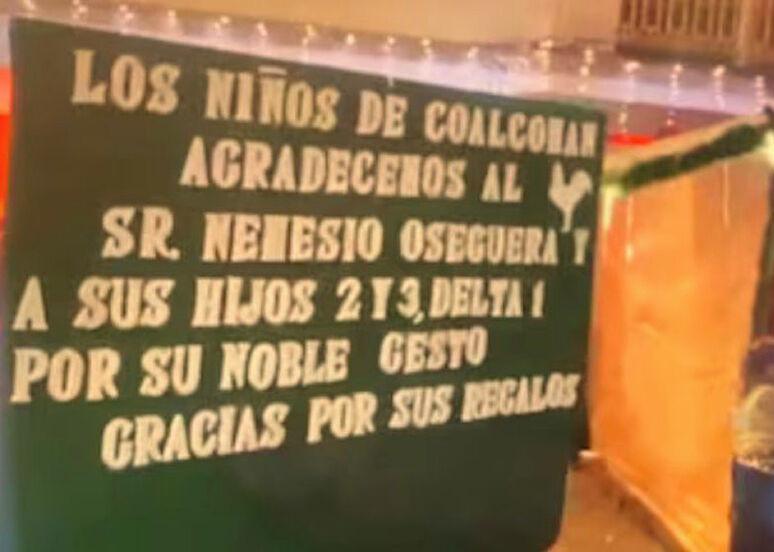 LOS NIÑOS DE COALCOMAN
AGRADECEMOS AL
SR. NEMESIO OSEGUERA Y
A SUS HIJOS 2 Y 3, DELTA 1
POR SU NOBLE GESTO
GRACIAS POR SUS REGALOS